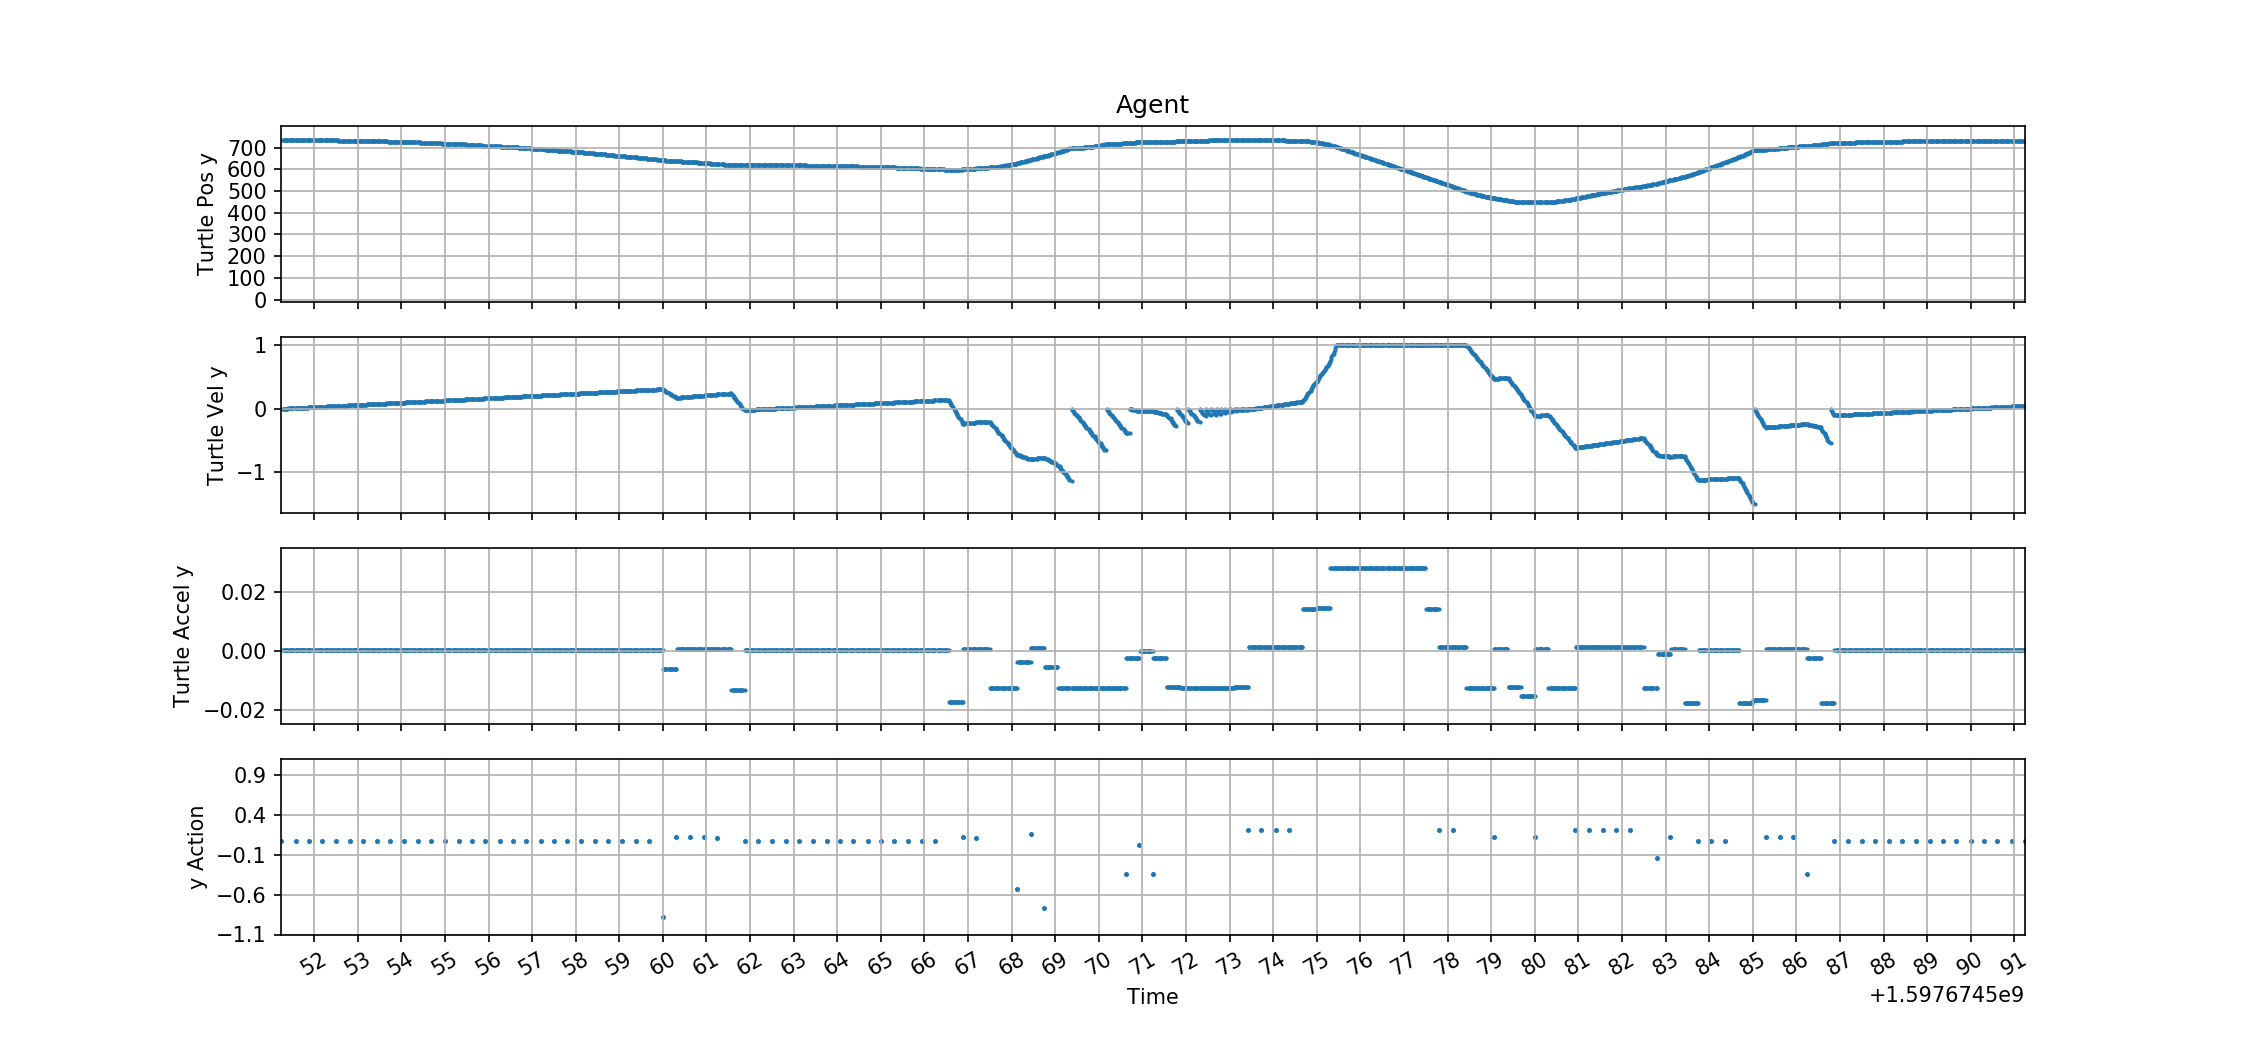 Agent
Turtle Pos y
700
600
500
400
300
200
100
0
Turtle Vel y
1
0
−1
Turtle Accel y
0.02
0.00
−0.02
y Action
0.9
0.4
−0.1
−0.6
−1.1
52 53 54 55 56 57 58 59 60 61 62 63 64 65 66 67 68 69 70 71 72 73 74 75 76 77 78 79 80 81 82 83 84 85 86 87 88 89 90 91
Time
+1.5976745e9